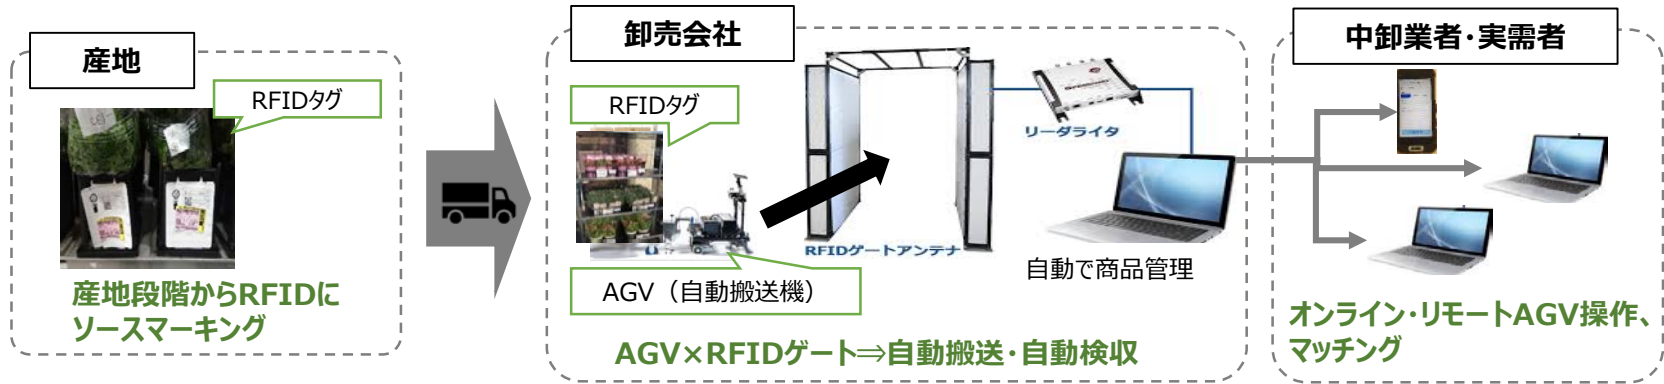 産地
RFIDタグ
産地段階からRFIDに
ソースマーキング
卸売会社
RFIDタグ
AGV（自動搬送機）
RFIDゲートアンテナ
リーダライタ
自動で商品管理
AGV×RFIDゲート⇒自動搬送・自動検収
中卸業者・実需者
オンライン・リモートAGV操作、
マッチング